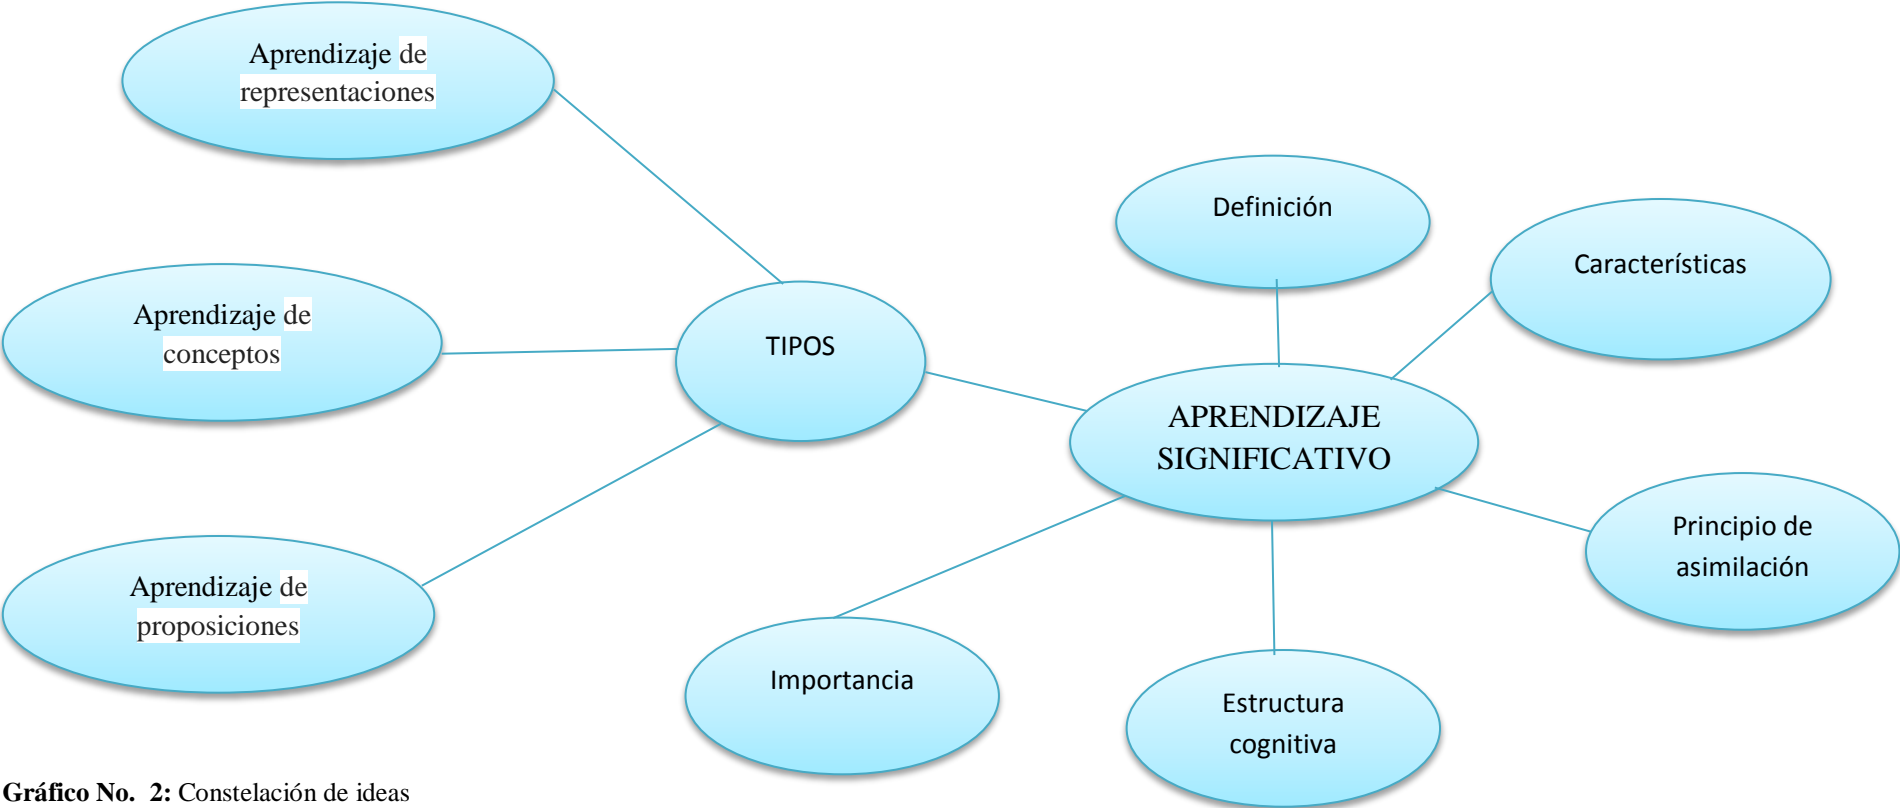 Aprendizaje de
representaciones
Definición
Características
Aprendizaje de
conceptos
TIPOS
APRENDIZAJE
SIGNIFICATIVO
Principio de
asimilación
Aprendizaje de
proposiciones
Importancia
Estructura
cognitiva
Gráfico No. 2: Constelación de ideas